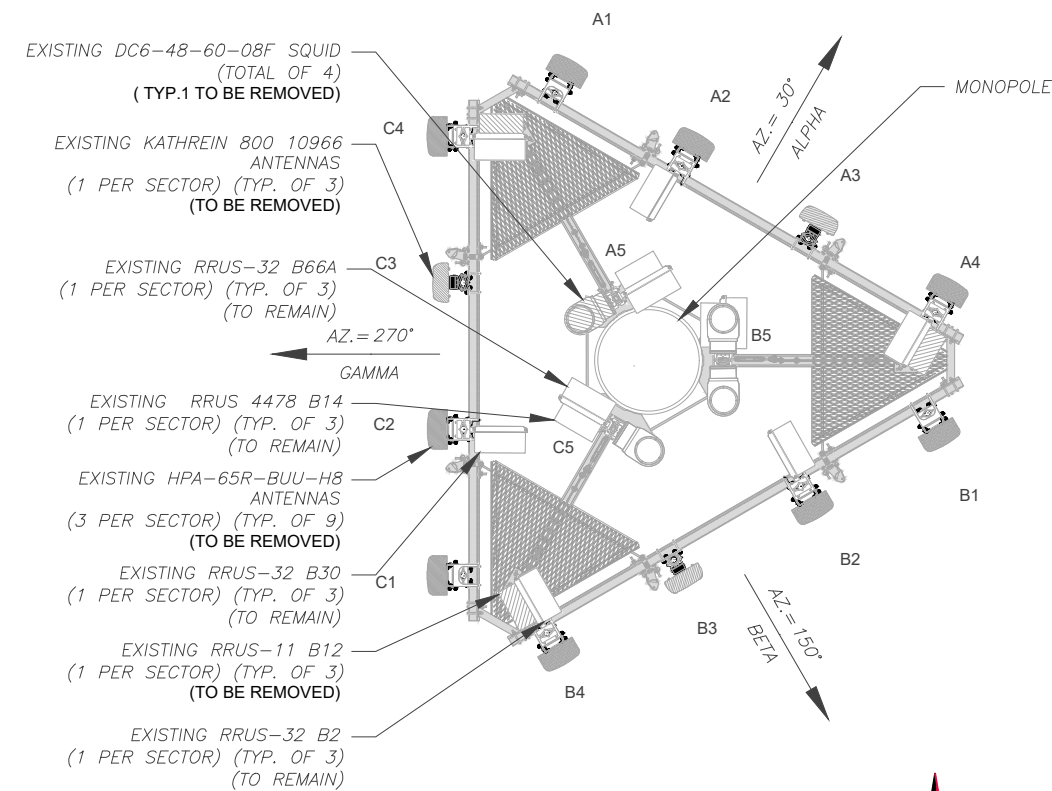 A1
EXISTING DC6-48-60-08F SQUID
(TOTAL OF 4)
( TYP.1 TO BE REMOVED)
A2
AZ.= 30°
ALPHA
MONOPOLE
C4
EXISTING KATHREIN 800 10966
ANTENNAS
(1 PER SECTOR) (TYP. OF 3)
(TO BE REMOVED)
A3
A5
A4
C3
EXISTING RRUS-32 B66A
(1 PER SECTOR) (TYP. OF 3)
(TO REMAIN)
B5
AZ.= 270°
GAMMA
EXISTING RRUS 4478 B14
(1 PER SECTOR) (TYP. OF 3)
(TO REMAIN)
C2
C5
EXISTING HPA-65R-BUU-H8
ANTENNAS
(3 PER SECTOR) (TYP. OF 9)
(TO BE REMOVED)
B1
B2
EXISTING RRUS-32 B30
(1 PER SECTOR) (TYP. OF 3)
(TO REMAIN)
C1
B3
AZ.= 150°
BETA
EXISTING RRUS-11 B12
(1 PER SECTOR) (TYP. OF 3)
(TO BE REMOVED)
B4
EXISTING RRUS-32 B2
(1 PER SECTOR) (TYP. OF 3)
(TO REMAIN)